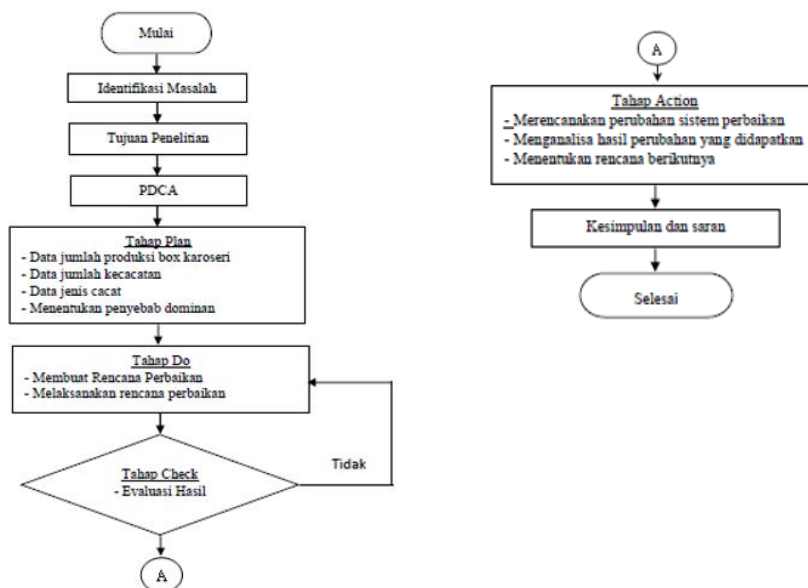 Mulai
Identifikasi Masalah
Tujuan Penelitian
PDCA
Tahap Plan
- Data jumlah produksi box karoseri
- Data jumlah kecacatan
- Data jenis cacat
- Menentukan penyebab dominan
Tahap Do
- Membuat Rencana Perbaikan
- Melaksanakan rencana perbaikan
Tahap Check
- Evaluasi Hasil
Tidak
A
A
Tahap Action
- Merencanakan perubahan sistem perbaikan
- Menganalisa hasil perubahan yang didapatkan
- Menentukan rencana berikutnya
Kesimpulan dan saran
Selesai